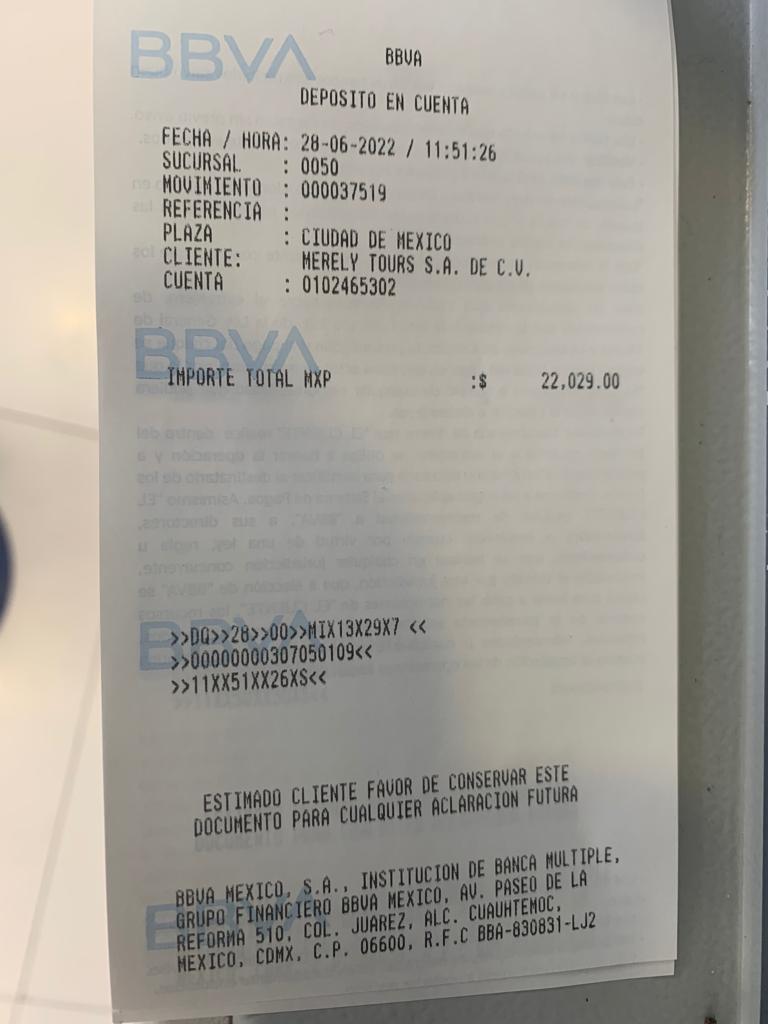 BBVA
BBVA
DEPOSITO EN CUENTA
FECHA / HORA: 28-06-2022 / 11:51:26
SUCURSAL : 0050
MOVIMIENTO : 000037519
REFERENCIA :
PLAZA : CIUDAD DE MEXICO
CLIENTE: MERELY TOURS S.A. DE C.V.
CUENTA : 0102465302
BBVA
IMPORTE TOTAL MXP :$ 22,029.00
BBVA
>>DQ>>28>>OO>>MIX13X29X7 <<
>>00000000307050109<<
>>11XX51XX26XS<<
ESTIMADO CLIENTE FAVOR DE CONSERVAR ESTE
DOCUMENTO PARA CUALQUIER ACLARACION FUTURA
BBVA
BBVA MEXICO, S.A., INSTITUCION DE BANCA MULTIPLE,
GRUPO FINANCIERO BBVA MEXICO, AV. PASEO DE LA
REFORMA 510, COL. JUAREZ, ALC. CUAUHTEMOC,
MEXICO, CDMX, C.P. 06600, R.F.C BBA-830831-LJ2